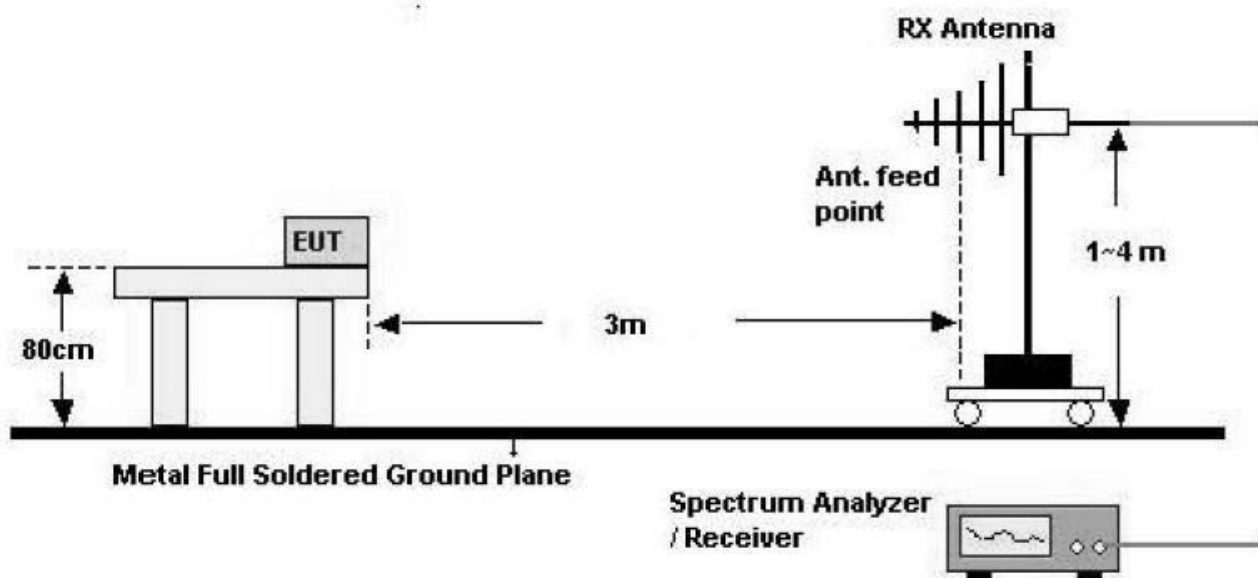 RX Antenna
Ant. feed
point
EUT
1~4 m
3m
80cm
Metal Full Soldered Ground Plane
Spectrum Analyzer
/ Receiver